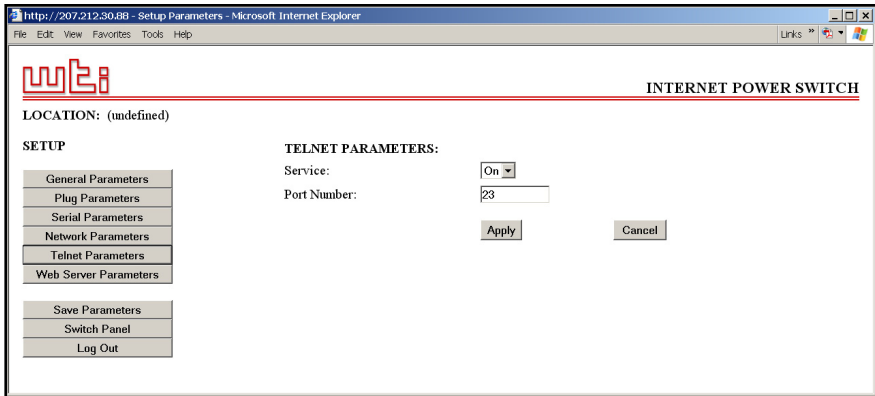 http://207.212.30.88 - Setup Parameters - Microsoft Internet Explorer
File Edit View Favorites Tools Help Links »
wti
INTERNET POWER SWITCH
LOCATION: (undefined)
SETUP
General Parameters
Plug Parameters
Serial Parameters
Network Parameters
Telnet Parameters
Web Server Parameters
Save Parameters
Switch Panel
Log Out
TELNET PARAMETERS:
Service: On
Port Number: 23
Apply Cancel